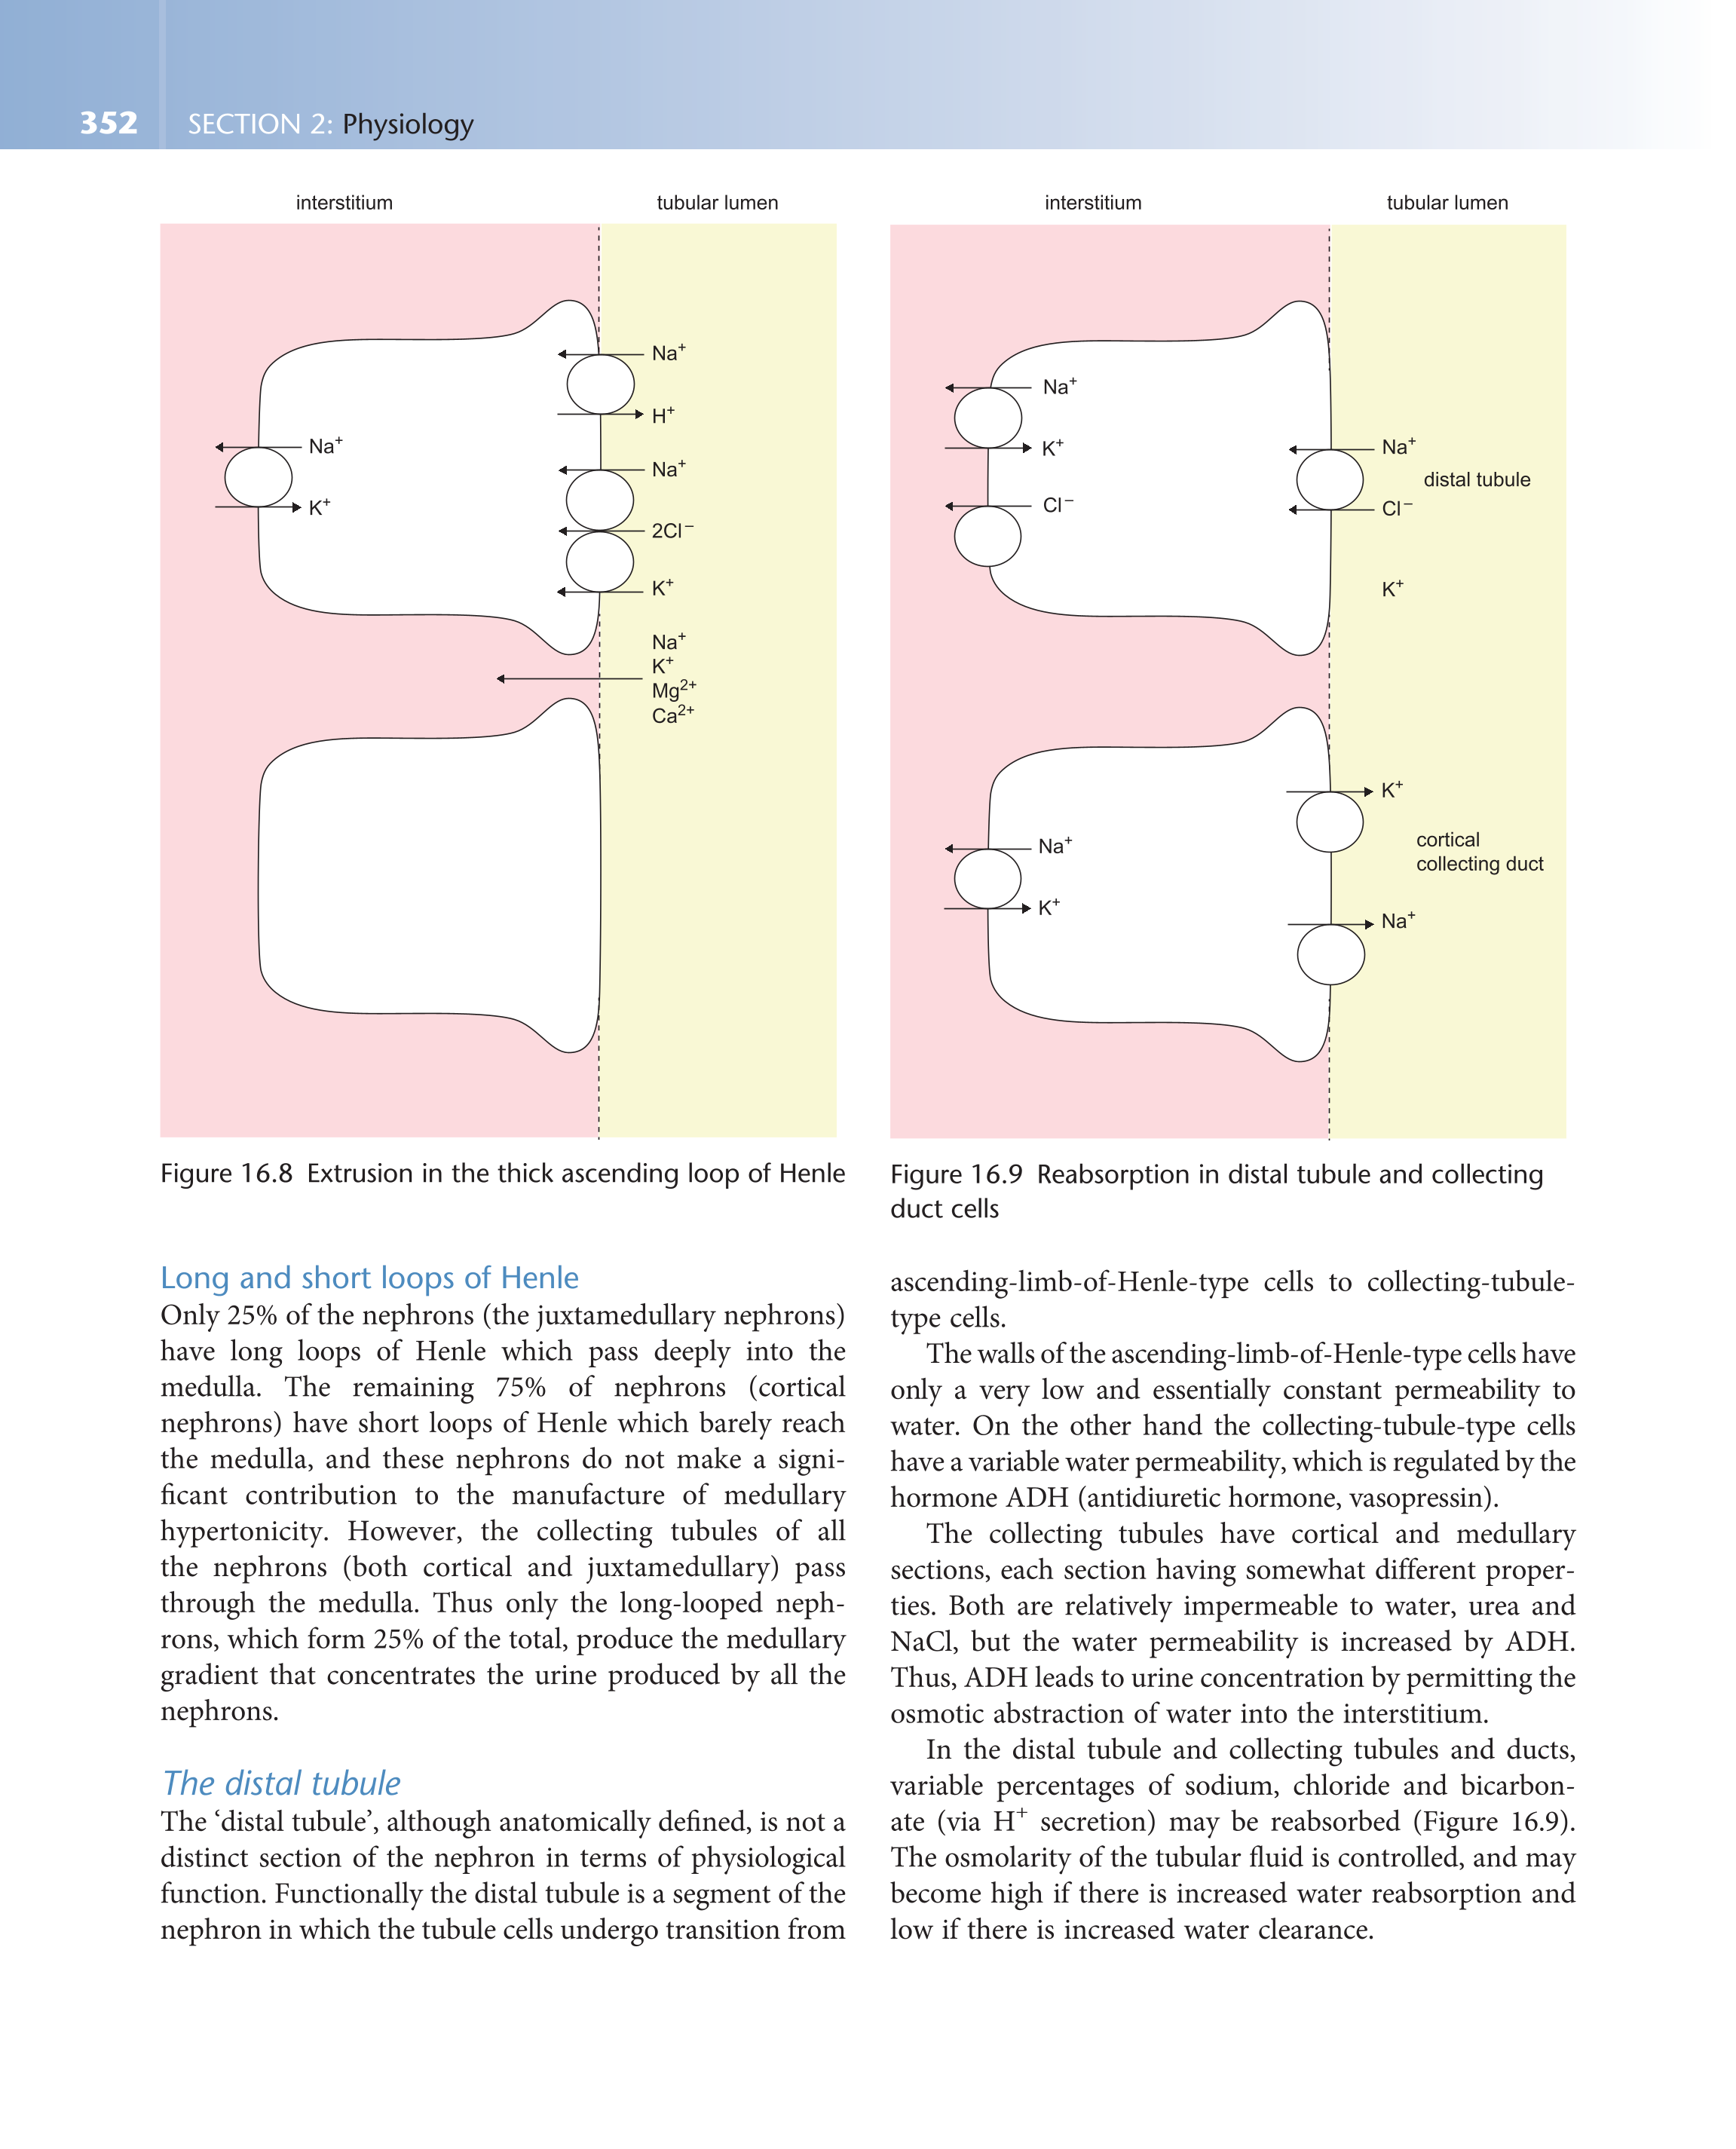 352 SECTION 2: Physiology
interstitium tubular lumen
Na⁺
H⁺
Na⁺
Na⁺
K⁺
2Cl⁻
K⁺
Na⁺
K⁺
Mg²⁺
Ca²⁺
Figure 16.8 Extrusion in the thick ascending loop of Henle
interstitium tubular lumen
Na⁺
K⁺
Cl⁻
Na⁺
distal tubule
Cl⁻
K⁺
K⁺
Na⁺
cortical
collecting duct
K⁺
Na⁺
Figure 16.9 Reabsorption in distal tubule and collecting
duct cells
Long and short loops of Henle
Only 25% of the nephrons (the juxtamedullary nephrons)
have long loops of Henle which pass deeply into the
medulla. The remaining 75% of nephrons (cortical
nephrons) have short loops of Henle which barely reach
the medulla, and these nephrons do not make a signi-
ficant contribution to the manufacture of medullary
hypertonicity. However, the collecting tubules of all
the nephrons (both cortical and juxtamedullary) pass
through the medulla. Thus only the long-looped neph-
rons, which form 25% of the total, produce the medullary
gradient that concentrates the urine produced by all the
nephrons.
The distal tubule
The ‘distal tubule’, although anatomically defined, is not a
distinct section of the nephron in terms of physiological
function. Functionally the distal tubule is a segment of the
nephron in which the tubule cells undergo transition from
ascending-limb-of-Henle-type cells to collecting-tubule-
type cells.
The walls of the ascending-limb-of-Henle-type cells have
only a very low and essentially constant permeability to
water. On the other hand the collecting-tubule-type cells
have a variable water permeability, which is regulated by the
hormone ADH (antidiuretic hormone, vasopressin).
The collecting tubules have cortical and medullary
sections, each section having somewhat different proper-
ties. Both are relatively impermeable to water, urea and
NaCl, but the water permeability is increased by ADH.
Thus, ADH leads to urine concentration by permitting the
osmotic abstraction of water into the interstitium.
In the distal tubule and collecting tubules and ducts,
variable percentages of sodium, chloride and bicarbon-
ate (via H⁺ secretion) may be reabsorbed (Figure 16.9).
The osmolarity of the tubular fluid is controlled, and may
become high if there is increased water reabsorption and
low if there is increased water clearance.